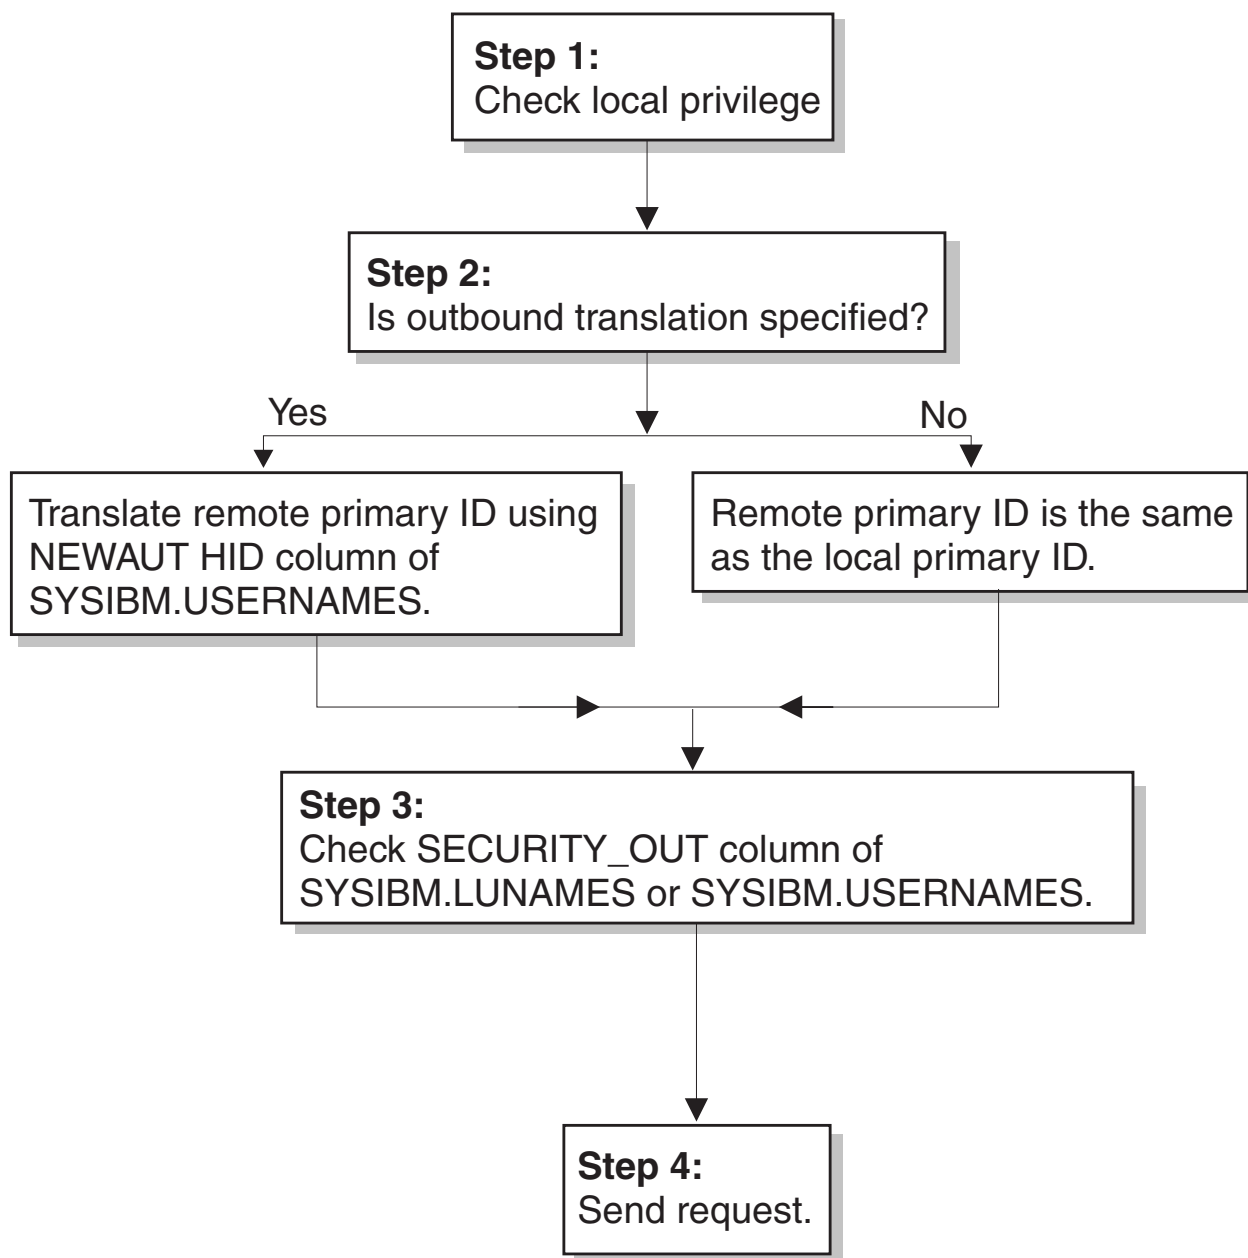 Step 1:
Check local privilege
Step 2:
Is outbound translation specified?
Yes
No
Translate remote primary ID using
NEWAUT HID column of
SYSIBM.USERNAMES.
Remote primary ID is the same
as the local primary ID.
Step 3:
Check SECURITY_OUT column of
SYSIBM.LUNAMES or SYSIBM.USERNAMES.
Step 4:
Send request.